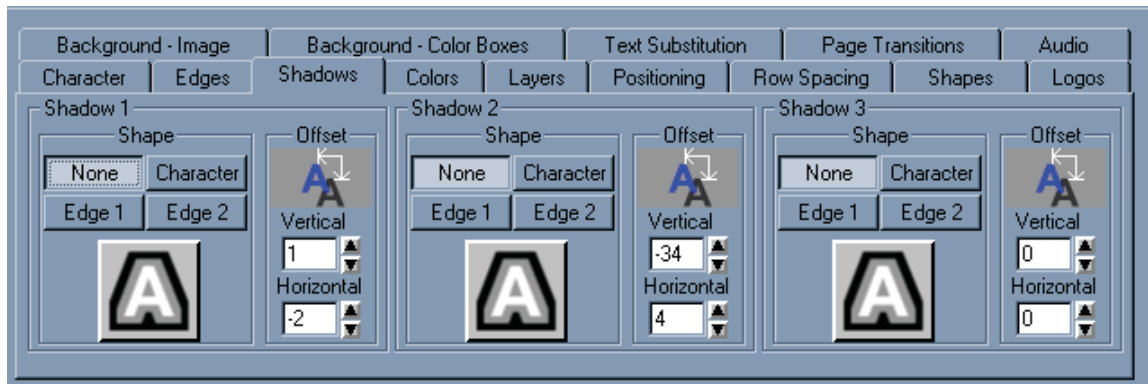 Background - Image Background - Color Boxes Text Substitution Page Transitions Audio
Character Edges Shadows Colors Layers Positioning Row Spacing Shapes Logos
Shadow 1
Shape
None Character
Edge 1 Edge 2
A
Offset
AA
Vertical
1
Horizontal
-2
Shadow 2
Shape
None Character
Edge 1 Edge 2
A
Offset
AA
Vertical
-34
Horizontal
4
Shadow 3
Shape
None Character
Edge 1 Edge 2
A
Offset
AA
Vertical
0
Horizontal
0